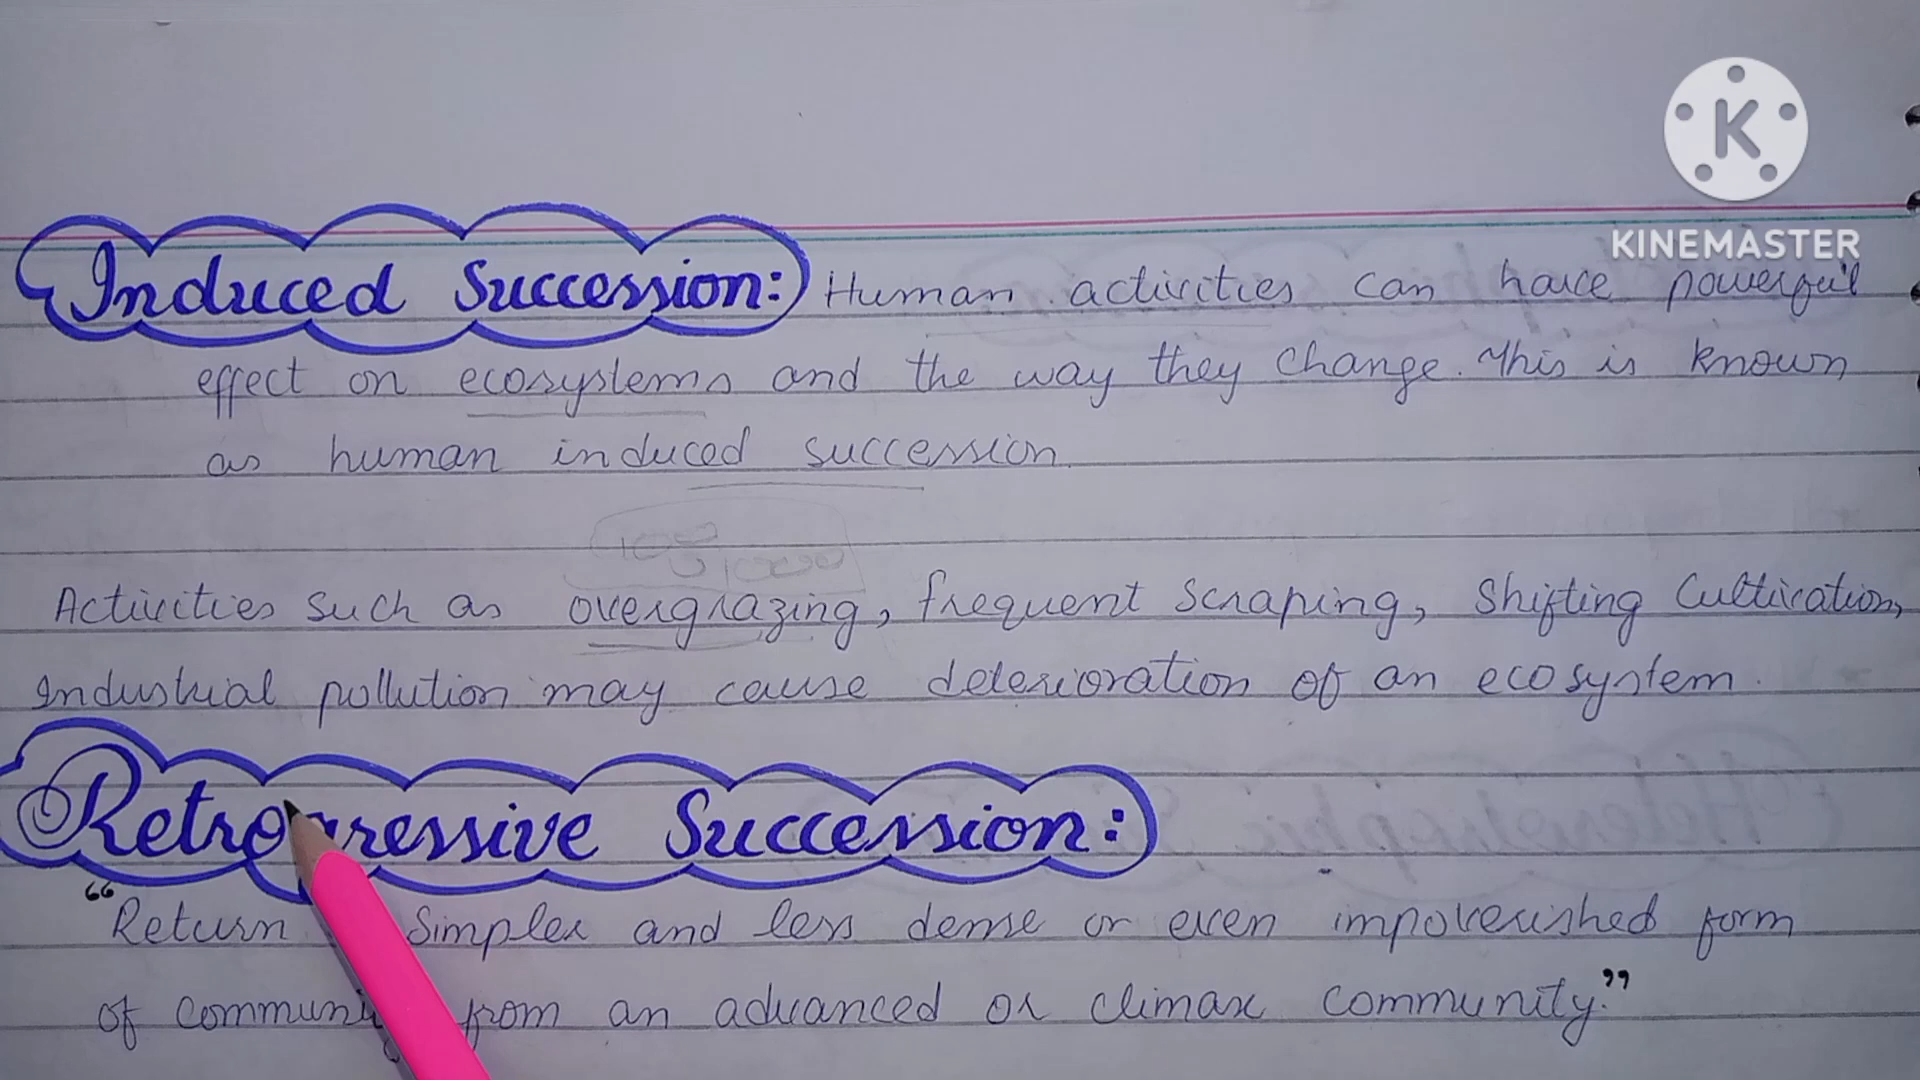 KINEMASTER
Induced Succession: Human activities can have powerful
effect on ecosystems and the way they change. This is known
as human induced succession.
Activities such as overgrazing, frequent scraping, shifting cultivation,
Industrial pollution may cause deterioration of an ecosystem.
Retrogressive Succession:
"Return simpler and less dense or even impoverished form
of community from an advanced or climax community."